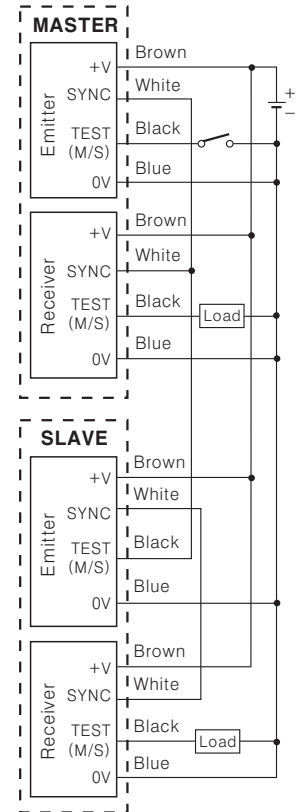 MASTER
Emitter
+V
Brown
SYNC
White
TEST
(M/S)
Black
0V
Blue
+
−
Receiver
+V
Brown
SYNC
White
TEST
(M/S)
Black
Load
0V
Blue
SLAVE
Emitter
+V
Brown
SYNC
White
TEST
(M/S)
Black
0V
Blue
Receiver
+V
Brown
SYNC
White
TEST
(M/S)
Black
Load
0V
Blue